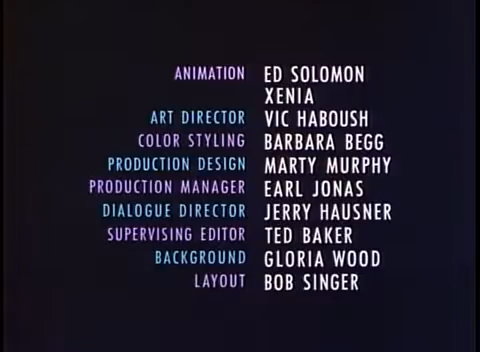 ANIMATION ED SOLOMON
XENIA
ART DIRECTOR VIC HABOUSH
COLOR STYLING BARBARA BEGG
PRODUCTION DESIGN MARTY MURPHY
PRODUCTION MANAGER EARL JONAS
DIALOGUE DIRECTOR JERRY HAUSNER
SUPERVISING EDITOR TED BAKER
BACKGROUND GLORIA WOOD
LAYOUT BOB SINGER